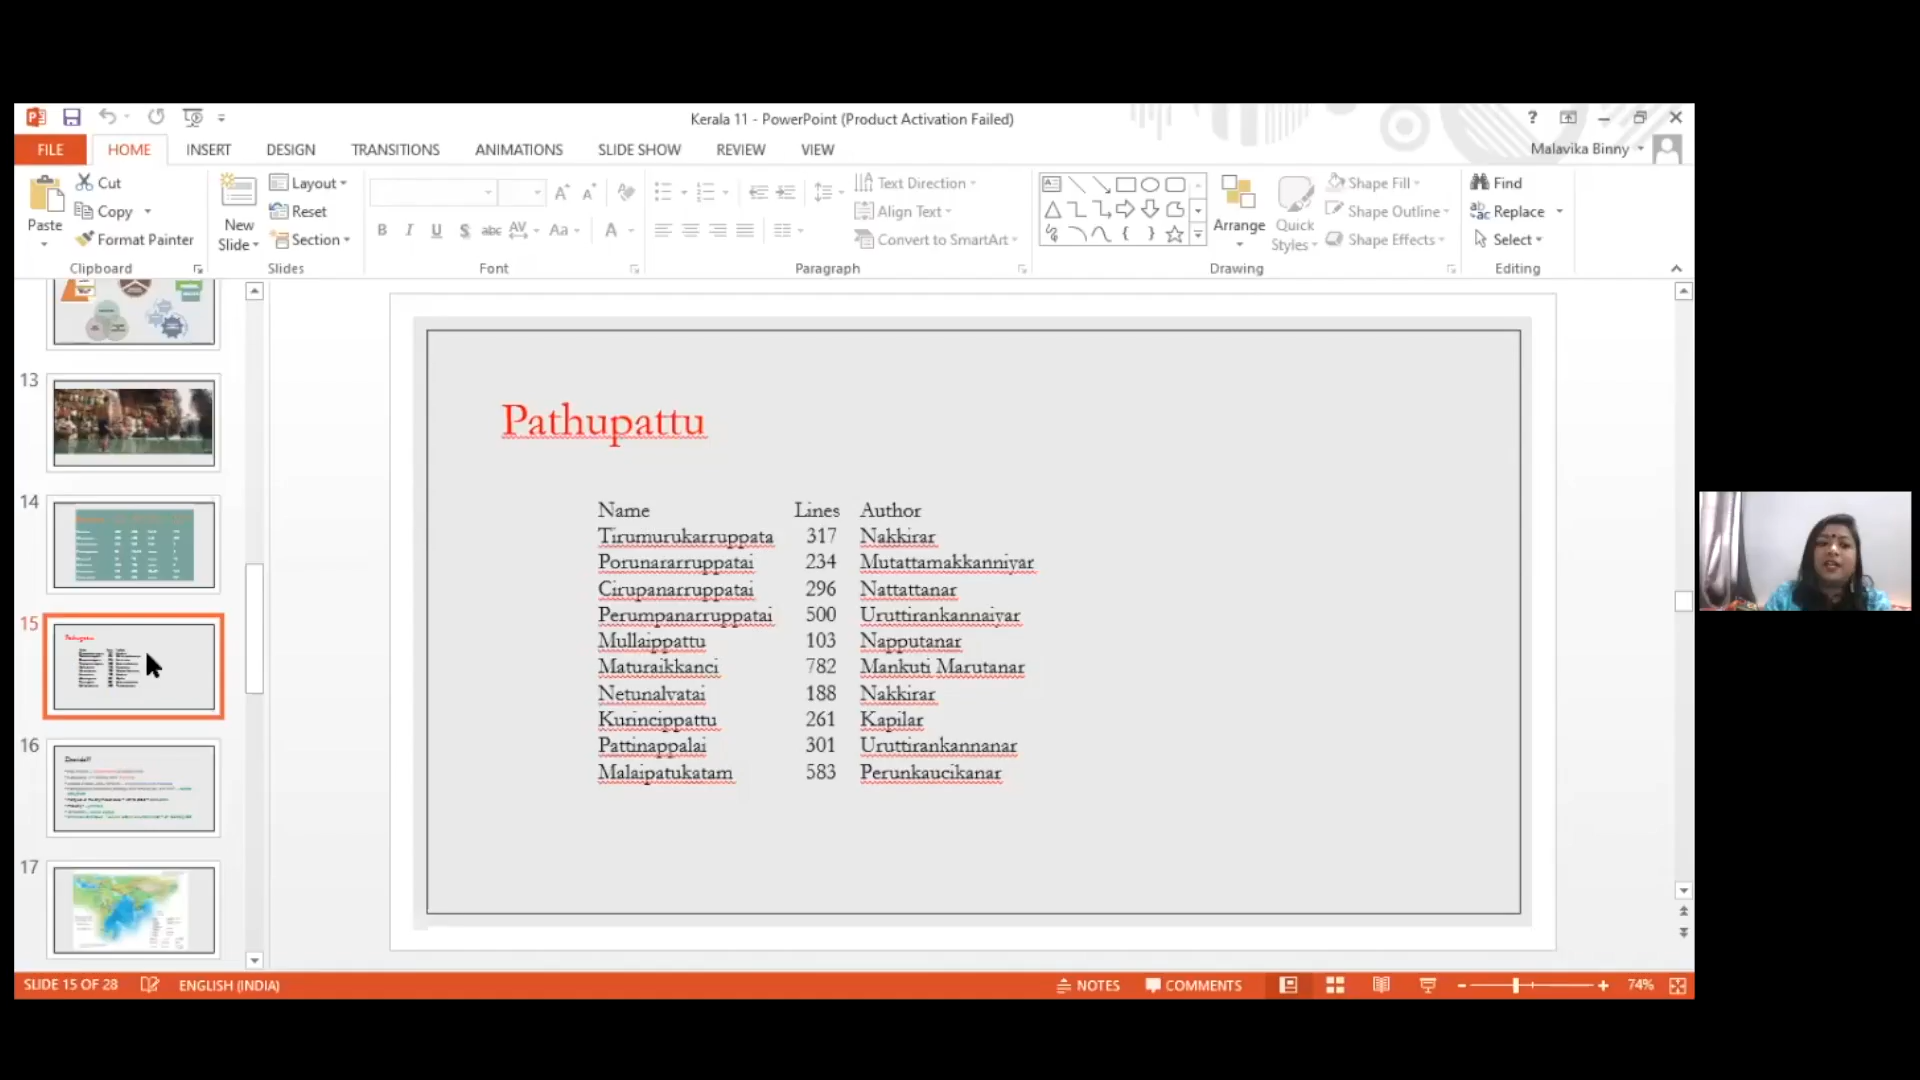 Kerala 11 - PowerPoint (Product Activation Failed)
FILE HOME INSERT DESIGN TRANSITIONS ANIMATIONS SLIDE SHOW REVIEW VIEW Malavika Binny
Paste Cut Copy Format Painter Clipboard
New Slide Layout Reset Section Slides
Font
Text Direction Align Text Convert to SmartArt Paragraph
Arrange Quick Styles Shape Fill Shape Outline Shape Effects Drawing
Find Replace Select Editing
13
14
15
16
17
Pathupattu
Name Lines Author
Tirumurukarruppata 317 Nakkirar
Porunararruppatai 234 Mutattamakkanniyar
Cirupanarruppatai 296 Nattattanar
Perumpanarruppatai 500 Uruttirankannaiyar
Mullaippattu 103 Napputanar
Maturaikkanci 782 Mankuti Marutanar
Netunalvatai 188 Nakkirar
Kurincippattu 261 Kapilar
Pattinappalai 301 Uruttirankannanar
Malaipatukatam 583 Perunkaucikanar
SLIDE 15 OF 28 ENGLISH (INDIA) NOTES COMMENTS 74%